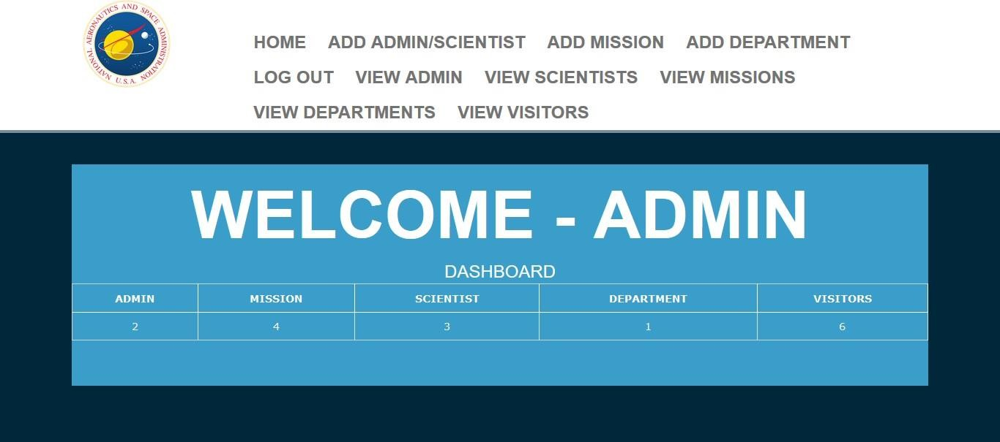 NATIONAL AERONAUTICS AND SPACE ADMINISTRATION
U.S.A.
HOME ADD ADMIN/SCIENTIST ADD MISSION ADD DEPARTMENT
LOG OUT VIEW ADMIN VIEW SCIENTISTS VIEW MISSIONS
VIEW DEPARTMENTS VIEW VISITORS
WELCOME - ADMIN
DASHBOARD
ADMIN MISSION SCIENTIST DEPARTMENT VISITORS
2 4 3 1 6